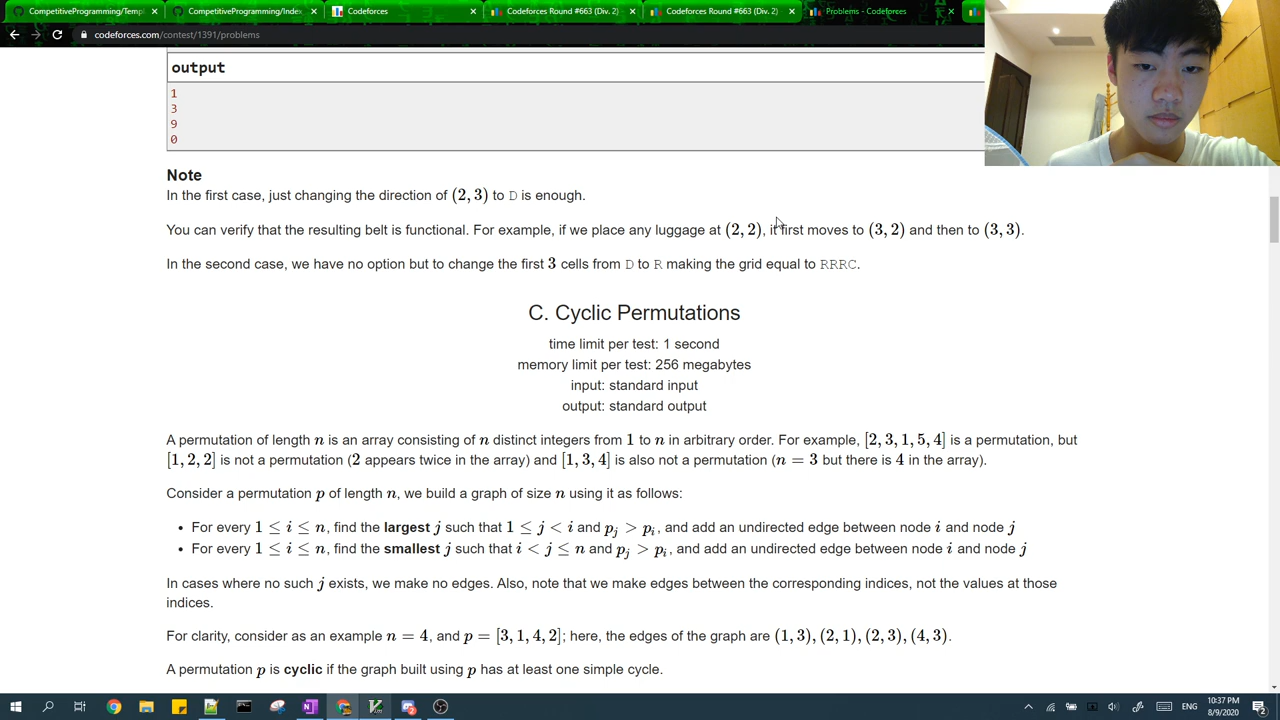 CompetitiveProgramming/Templ
CompetitiveProgramming/Index
Codeforces
Codeforces Round #663 (Div. 2)
Codeforces Round #663 (Div. 2)
Problems - Codeforces
codeforces.com/contest/1391/problems
output
1
3
9
0
Note
In the first case, just changing the direction of (2, 3) to D is enough.
You can verify that the resulting belt is functional. For example, if we place any luggage at (2, 2), it first moves to (3, 2) and then to (3, 3).
In the second case, we have no option but to change the first 3 cells from D to R making the grid equal to RRRC.
C. Cyclic Permutations
time limit per test: 1 second
memory limit per test: 256 megabytes
input: standard input
output: standard output
A permutation of length n is an array consisting of n distinct integers from 1 to n in arbitrary order. For example, [2, 3, 1, 5, 4] is a permutation, but
[1, 2, 2] is not a permutation (2 appears twice in the array) and [1, 3, 4] is also not a permutation (n = 3 but there is 4 in the array).
Consider a permutation p of length n, we build a graph of size n using it as follows:
• For every 1 ≤ i ≤ n, find the largest j such that 1 ≤ j < i and pⱼ > pᵢ, and add an undirected edge between node i and node j
• For every 1 ≤ i ≤ n, find the smallest j such that i < j ≤ n and pⱼ > pᵢ, and add an undirected edge between node i and node j
In cases where no such j exists, we make no edges. Also, note that we make edges between the corresponding indices, not the values at those
indices.
For clarity, consider as an example n = 4, and p = [3, 1, 4, 2]; here, the edges of the graph are (1, 3), (2, 1), (2, 3), (4, 3).
A permutation p is cyclic if the graph built using p has at least one simple cycle.
ENG
10:37 PM
8/9/2020
2